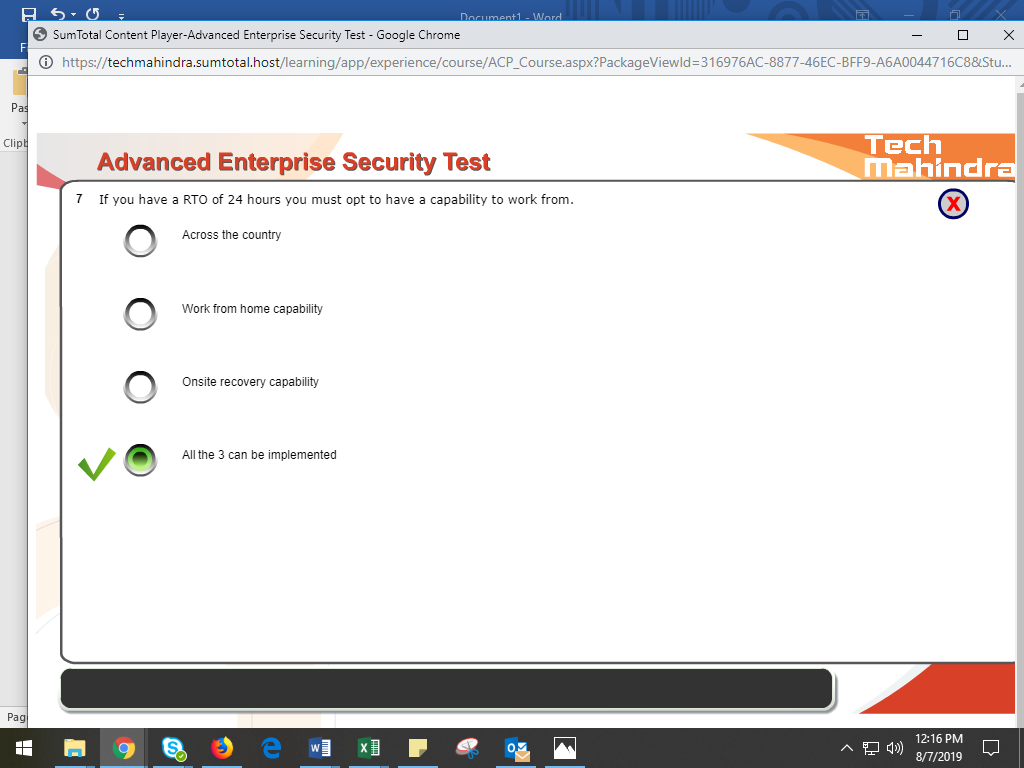 Document1 - Word
SumTotal Content Player-Advanced Enterprise Security Test - Google Chrome
F
https://techmahindra.sumtotal.host/learning/app/experience/course/ACP_Course.aspx?PackageViewId=316976AC-8877-46EC-BFF9-A6A0044716C8&Stu...
Pas
Clipb
Advanced Enterprise Security Test
Tech
Mahindra
7 If you have a RTO of 24 hours you must opt to have a capability to work from.
X
Across the country
Work from home capability
Onsite recovery capability
All the 3 can be implemented
Pag
12:16 PM
8/7/2019